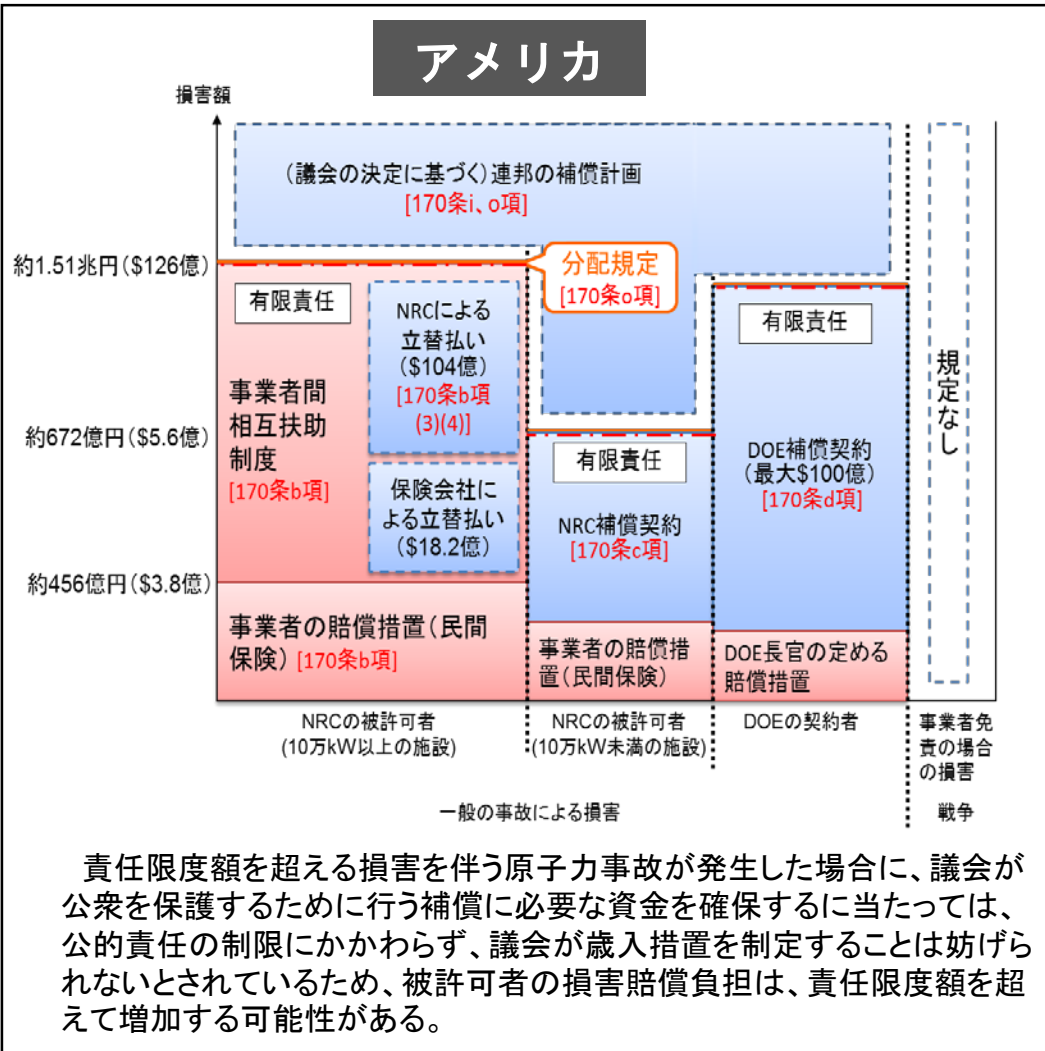 アメリカ
損害額
(議会の決定に基づく)連邦の補償計画
[170条i、o項]
約1.51兆円($126億)
分配規定
[170条o項]
有限責任
NRCによる
立替払い
($104億)
[170条b項
(3)(4)]
事業者間
相互扶助
制度
[170条b項]
保険会社に
よる立替払い
($18.2億)
約672億円($5.6億)
有限責任
NRC補償契約
[170条c項]
有限責任
DOE補償契約
(最大$100億)
[170条d項]
規定なし
約456億円($3.8億)
事業者の賠償措置(民間
保険) [170条b項]
事業者の賠償措
置(民間保険)
DOE長官の定める
賠償措置
NRCの被許可者
(10万kW以上の施設)
NRCの被許可者
(10万kW未満の施設)
DOEの契約者
事業者免
責の場合
の損害
一般の事故による損害
戦争
責任限度額を超える損害を伴う原子力事故が発生した場合に、議会が
公衆を保護するために行う補償に必要な資金を確保するに当たっては、
公的責任の制限にかかわらず、議会が歳入措置を制定することは妨げら
れないとされているため、被許可者の損害賠償負担は、責任限度額を超
えて増加する可能性がある。